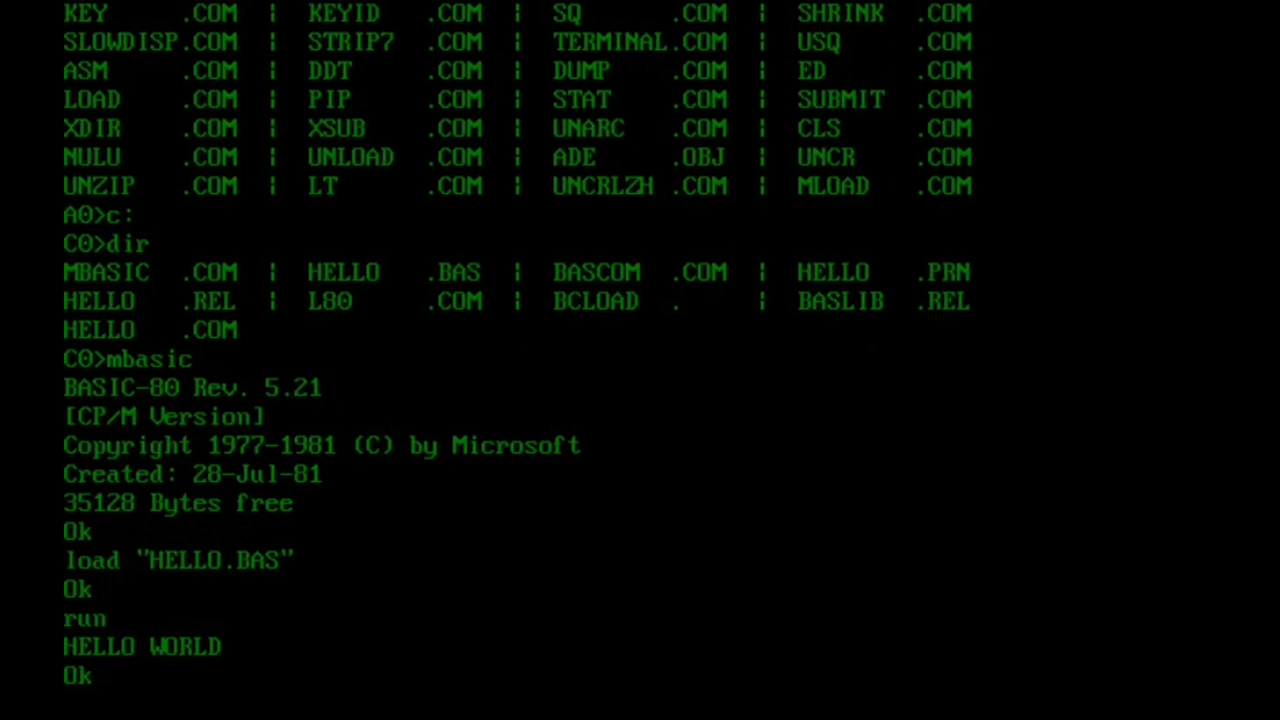 KEY     .COM | KEYID   .COM | SQ      .COM | SHRINK  .COM
SLOWDISP.COM | STRIP7  .COM | TERMINAL.COM | USQ     .COM
ASM     .COM | DDT     .COM | DUMP    .COM | ED      .COM
LOAD    .COM | PIP     .COM | STAT    .COM | SUBMIT  .COM
XDIR    .COM | XSUB    .COM | UNARC   .COM | CLS     .COM
NULU    .COM | UNLOAD  .COM | ADE     .OBJ | UNCR    .COM
UNZIP   .COM | LT      .COM | UNCRLZH .COM | MLOAD   .COM
A0>c:
C0>dir
MBASIC  .COM | HELLO   .BAS | BASCOM  .COM | HELLO   .PRN
HELLO   .REL | L80     .COM | BCLOAD  .    | BASLIB  .REL
HELLO   .COM
C0>mbasic
BASIC-80 Rev. 5.21
[CP/M Version]
Copyright 1977-1981 (C) by Microsoft
Created: 28-Jul-81
35128 Bytes free
Ok
load "HELLO.BAS"
Ok
run
HELLO WORLD
Ok